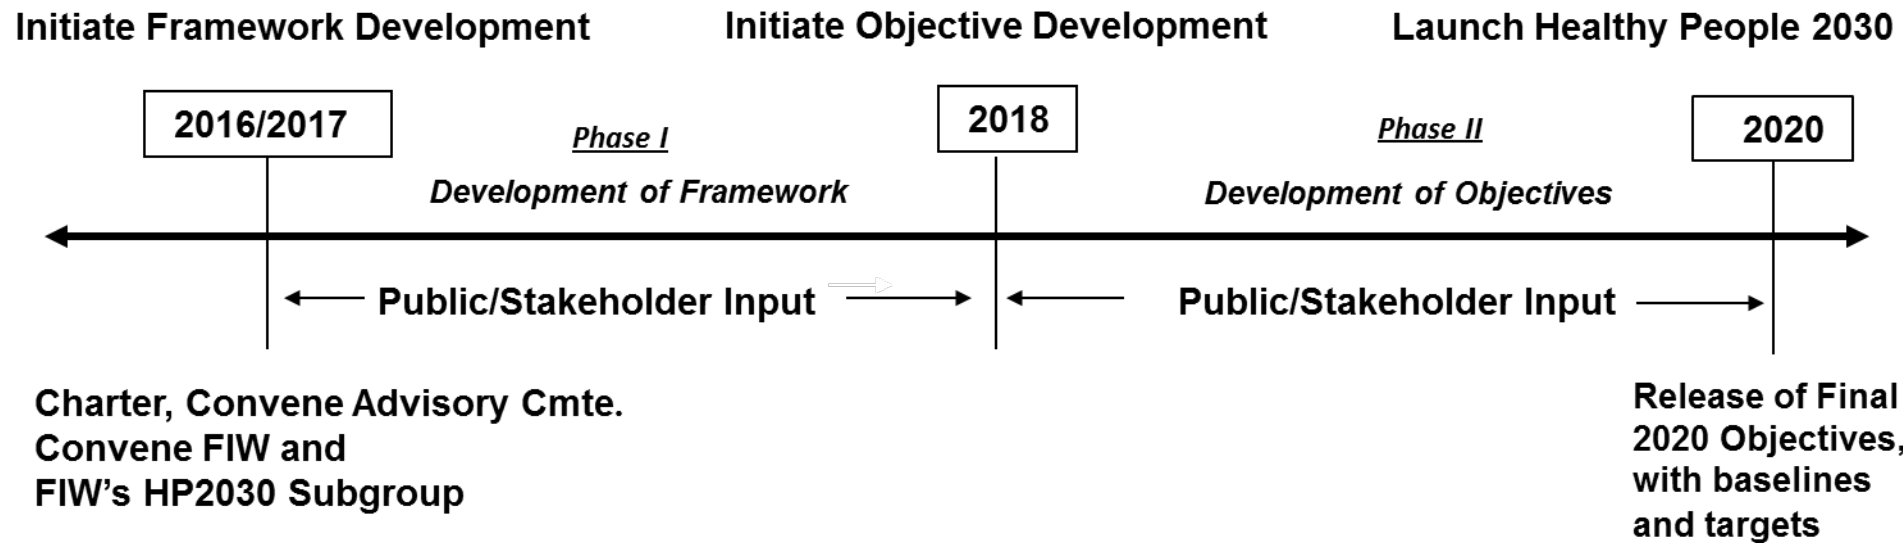 Initiate Framework Development
Initiate Objective Development
Launch Healthy People 2030
2016/2017
Phase I
2018
Phase II
2020
Development of Framework
Development of Objectives
Public/Stakeholder Input
Public/Stakeholder Input
Charter, Convene Advisory Cmte.
Convene FIW and
FIW’s HP2030 Subgroup
Release of Final
2020 Objectives,
with baselines
and targets